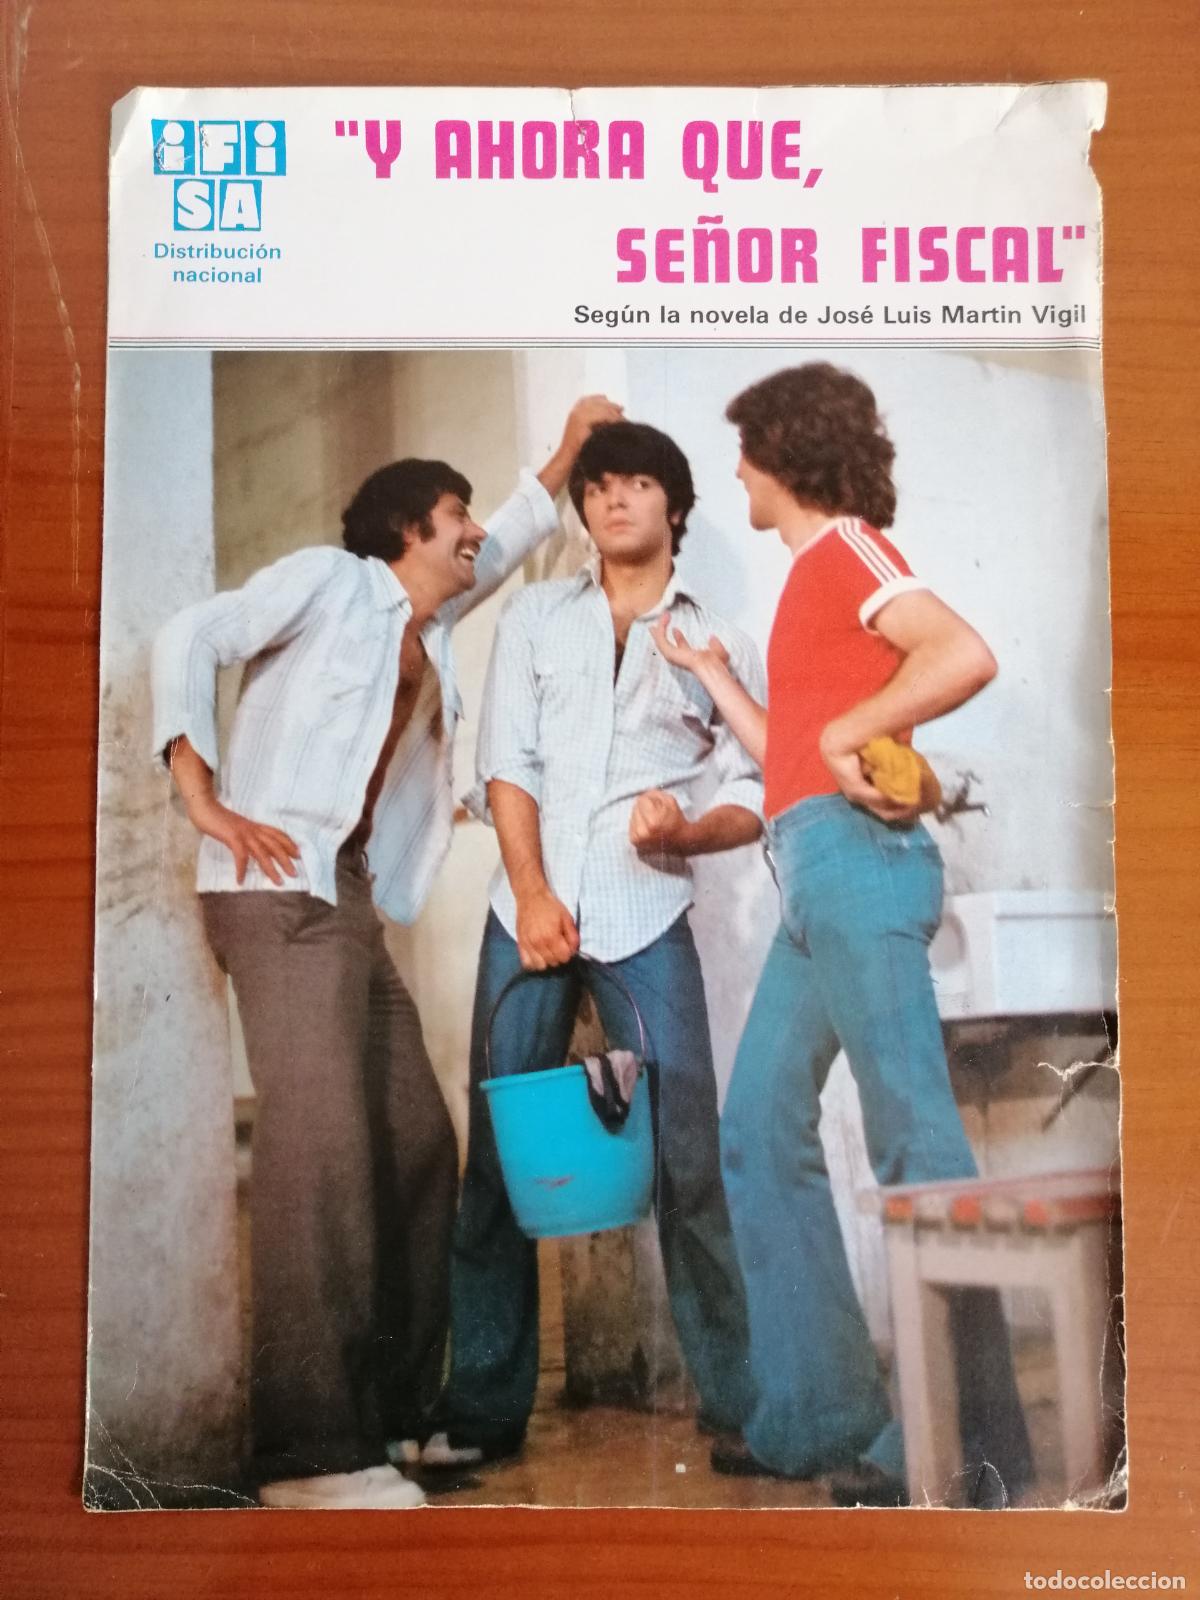 iFi
SA
Distribución
nacional
"Y AHORA QUE,
SEÑOR FISCAL"
Según la novela de José Luis Martin Vigil
todocoleccion